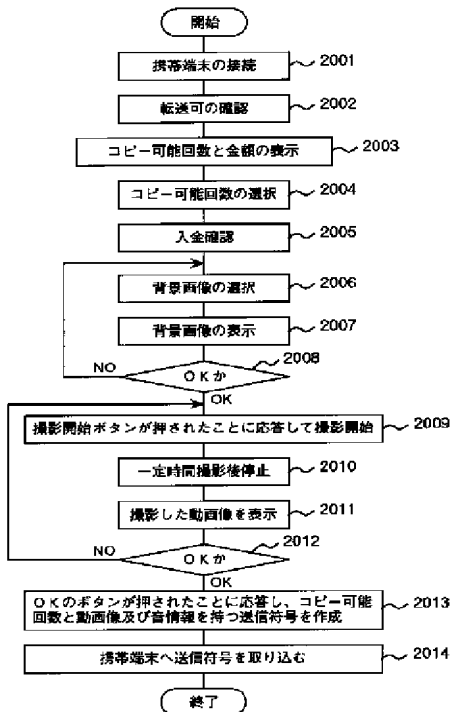 開始
携帯端末の接続 2001
転送可の確認 2002
コピー可能回数と金額の表示 2003
コピー可能回数の選択 2004
入金確認 2005
背景画像の選択 2006
背景画像の表示 2007
2008
NO OKか
OK
撮影開始ボタンが押されたことに応答して撮影開始 2009
一定時間撮影後停止 2010
撮影した動画像を表示 2011
2012
NO OKか
OK
OKのボタンが押されたことに応答し、コピー可能 2013
回数と動画像及び音情報を持つ送信符号を作成
携帯端末へ送信符号を取り込む 2014
終了